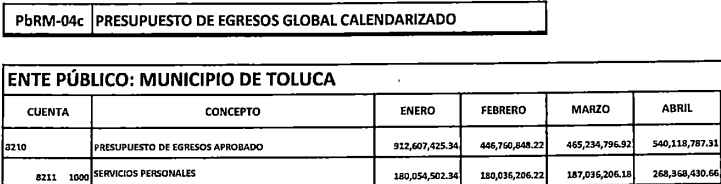 PbRM-04c PRESUPUESTO DE EGRESOS GLOBAL CALENDARIZADO
ENTE PÚBLICO: MUNICIPIO DE TOLUCA
CUENTA CONCEPTO ENERO FEBRERO MARZO ABRIL
8210 PRESUPUESTO DE EGRESOS APROBADO 912,607,425.34 446,760,848.22 465,234,796.92 540,118,787.31
8211 1000 SERVICIOS PERSONALES 180,054,502.34 180,036,206.22 187,036,206.18 268,368,430.66